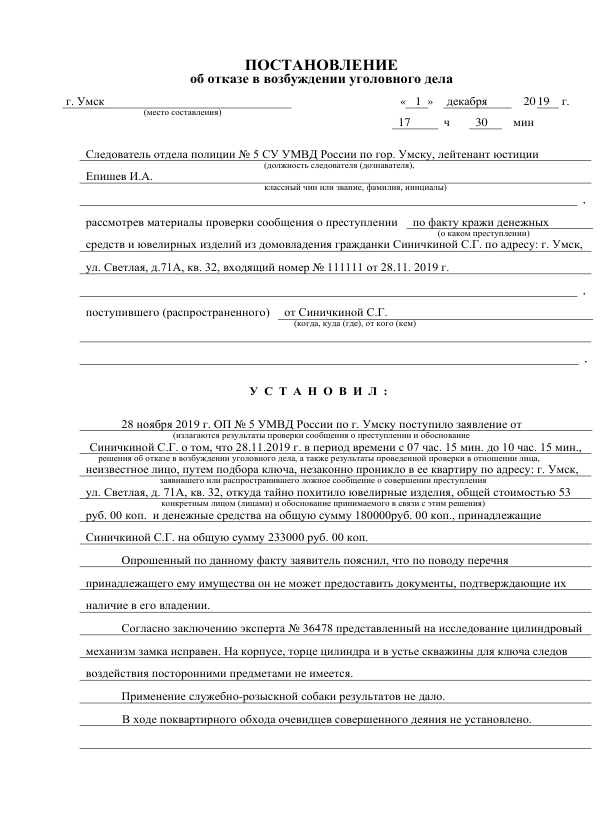 ПОСТАНОВЛЕНИЕ
об отказе в возбуждении уголовного дела
г. Умск « 1 » декабря 2019 г.
(место составления)
17 ч 30 мин
Следователь отдела полиции № 5 СУ УМВД России по гор. Умску, лейтенант юстиции
(должность следователя (дознавателя),
Епишев И.А.
классный чин или звание, фамилия, инициалы)
,
рассмотрев материалы проверки сообщения о преступлении по факту кражи денежных
(о каком преступлении)
средств и ювелирных изделий из домовладения гражданки Синичкиной С.Г. по адресу: г. Умск,
ул. Светлая, д.71А, кв. 32, входящий номер № 111111 от 28.11. 2019 г.
,
поступившего (распространенного) от Синичкиной С.Г.
(когда, куда (где), от кого (кем)
,
У С Т А Н О В И Л :
28 ноября 2019 г. ОП № 5 УМВД России по г. Умску поступило заявление от
(излагаются результаты проверки сообщения о преступлении и обоснование
Синичкиной С.Г. о том, что 28.11.2019 г. в период времени с 07 час. 15 мин. до 10 час. 15 мин.,
решения об отказе в возбуждении уголовного дела, а также результаты проведенной проверки в отношении лица,
неизвестное лицо, путем подбора ключа, незаконно проникло в ее квартиру по адресу: г. Умск,
заявившего или распространившего ложное сообщение о совершении преступления
ул. Светлая, д. 71А, кв. 32, откуда тайно похитило ювелирные изделия, общей стоимостью 53
конкретным лицом (лицами) и обоснование принимаемого в связи с этим решения)
руб. 00 коп. и денежные средства на общую сумму 180000руб. 00 коп., принадлежащие
Синичкиной С.Г. на общую сумму 233000 руб. 00 коп.
Опрошенный по данному факту заявитель пояснил, что по поводу перечня
принадлежащего ему имущества он не может предоставить документы, подтверждающие их
наличие в его владении.
Согласно заключению эксперта № 36478 представленный на исследование цилиндровый
механизм замка исправен. На корпусе, торце цилиндра и в устье скважины для ключа следов
воздействия посторонними предметами не имеется.
Применение служебно-розыскной собаки результатов не дало.
В ходе поквартирного обхода очевидцев совершенного деяния не установлено.